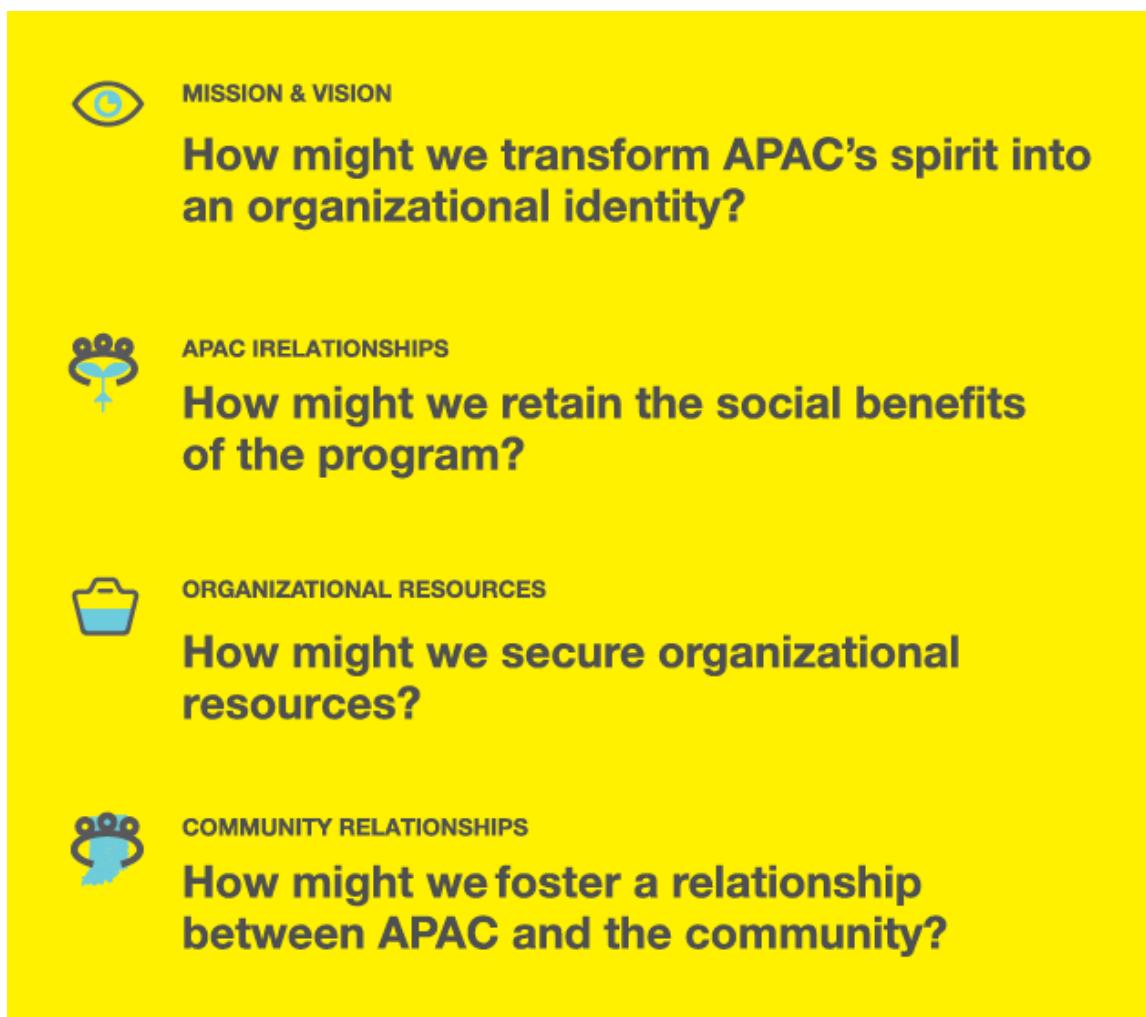 MISSION & VISION
How might we transform APAC’s spirit into
an organizational identity?
APAC IRELATIONSHIPS
How might we retain the social benefits
of the program?
ORGANIZATIONAL RESOURCES
How might we secure organizational
resources?
COMMUNITY RELATIONSHIPS
How might we foster a relationship
between APAC and the community?